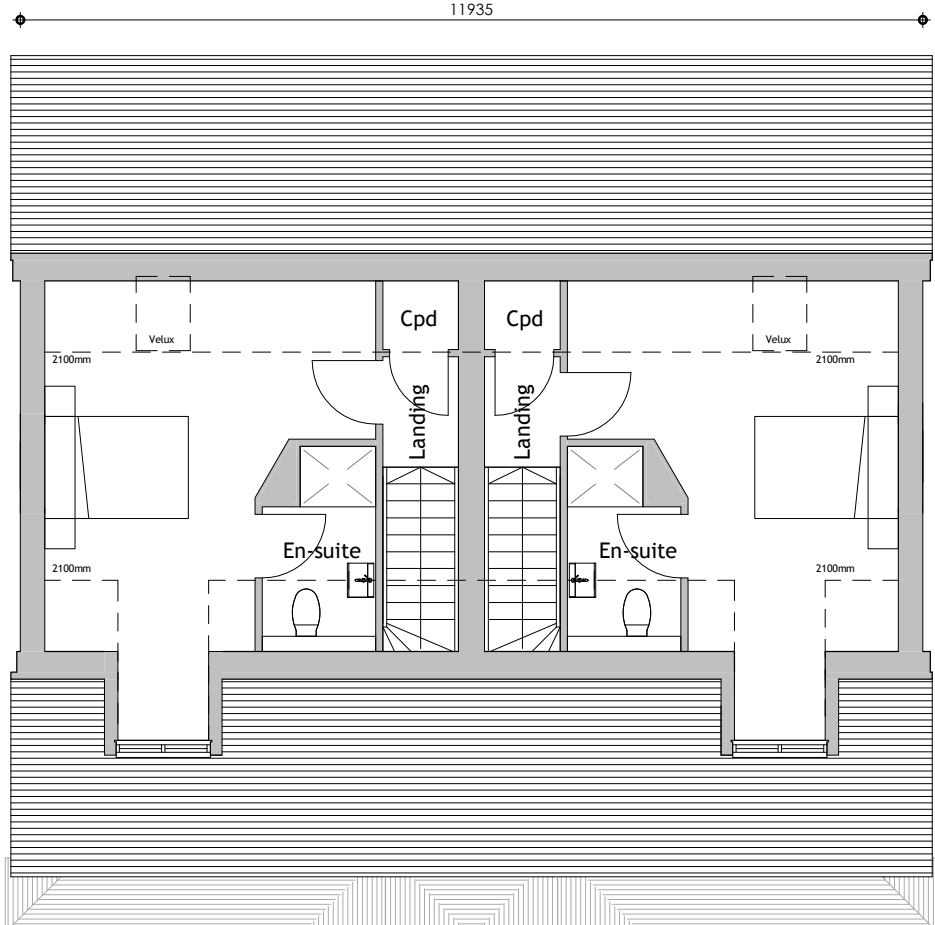 11935
Cpd
Cpd
Velux
Velux
2100mm
2100mm
Landing
Landing
En-suite
En-suite
2100mm
2100mm